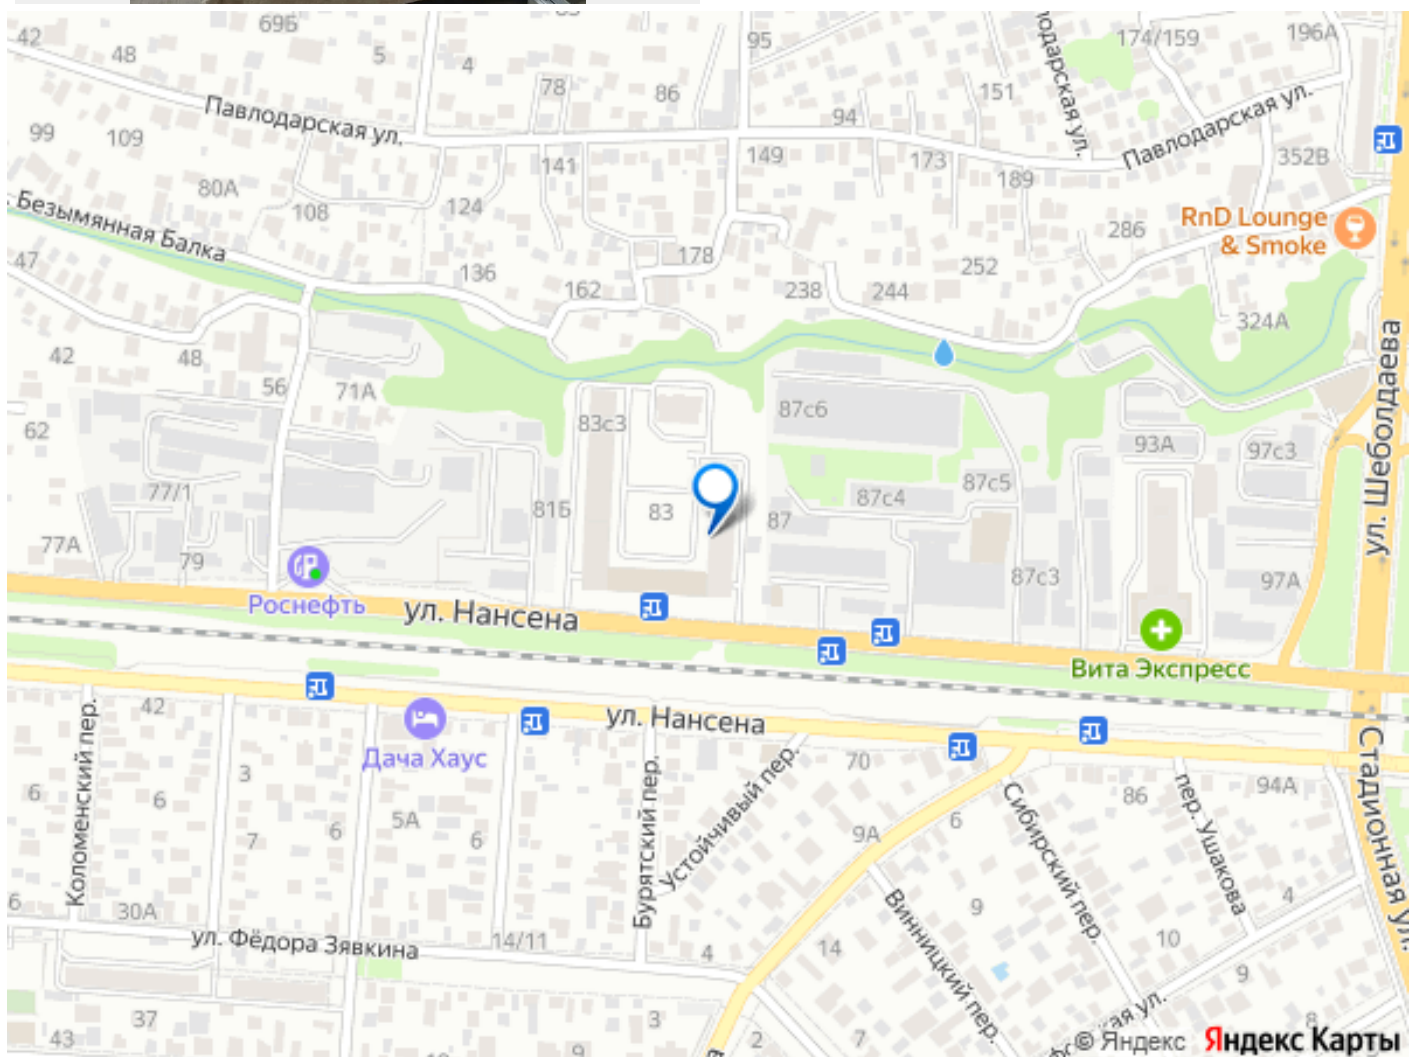 69Б
42
48
5
4
95
174/159
196А
78
86
151
Павлодарская ул.
94
Павлодарская ул.
99
109
141
149
173
189
352В
80А
108
124
Безымянная Балка
RnD Lounge
& Smoke
286
47
136
178
252
162
238
244
324А
42
48
56
71А
ул. Шеболдаева
62
83с3
87с6
93А
97с3
77/1
81Б
83
87с4
87с5
87
77А
79
87с3
97А
Роснефть
ул. Нансена
Вита Экспресс
42
ул. Нансена
Дача Хаус
Коломенский пер.
3
70
86
94А
6
6
5А
7
6
6
Бурятский пер.
Устойчивый пер.
9А
6
Сибирский пер.
пер. Ушакова
Стадионная ул.
30А
ул. Фёдора Зявкина
14/11
4
14
Винницкий пер.
9
10
4
9
43
37
3
2
7
8
© Яндекс Яндекс Карты